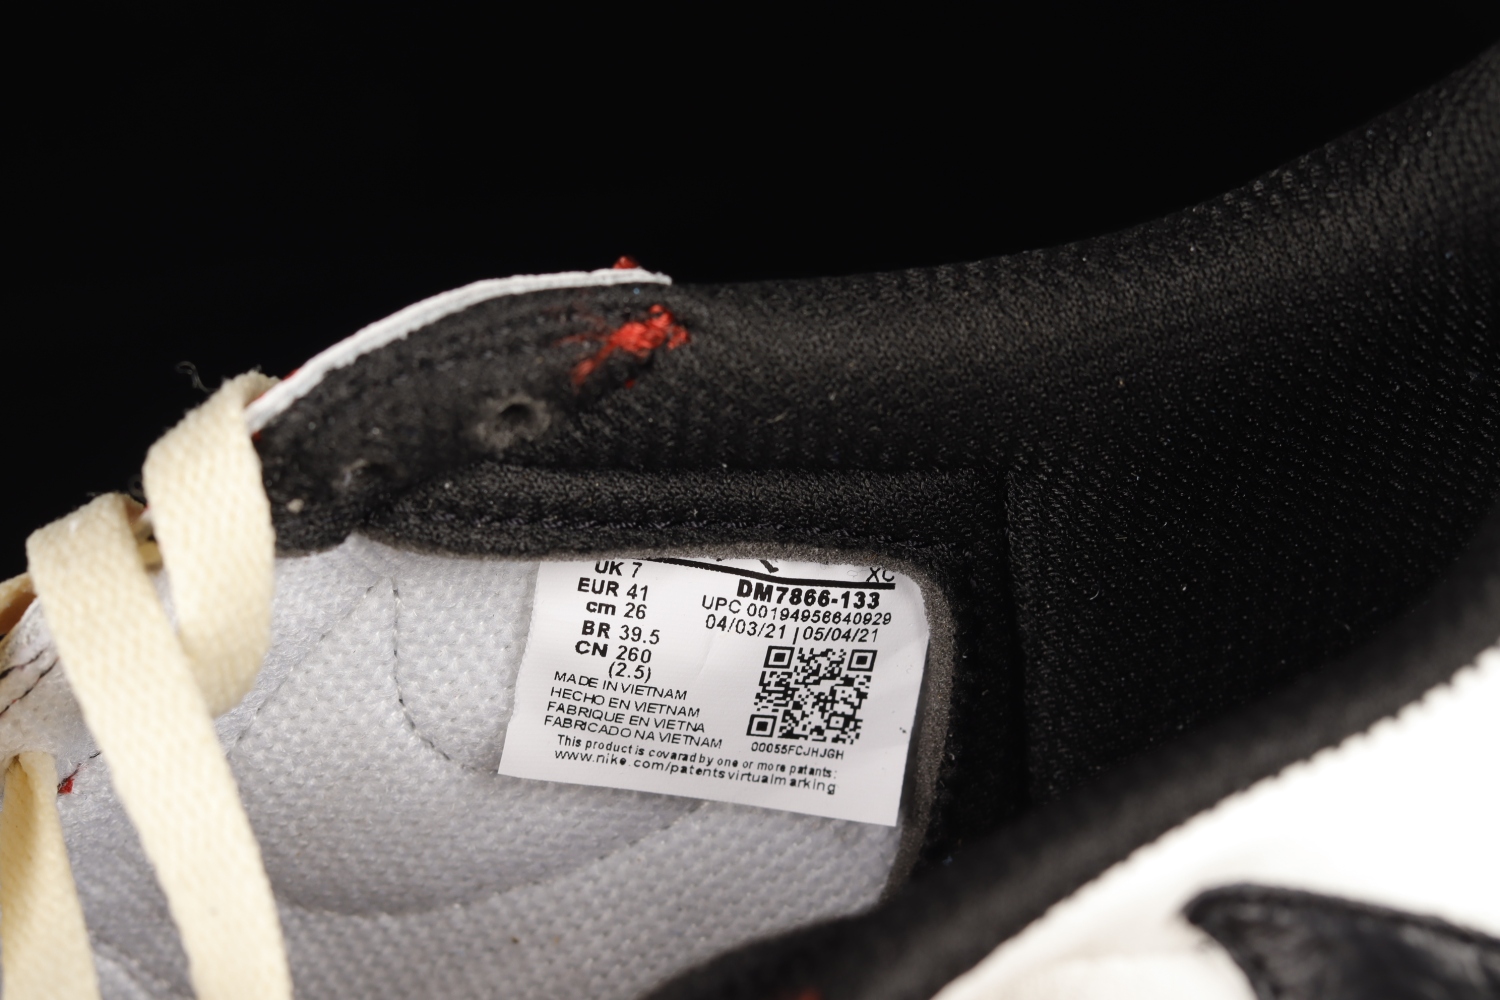 UK 7
EUR 41
cm 26
BR 39.5
CN 260
(2.5)
XC
DM7866-133
UPC 00194956640929
04/03/21 | 05/04/21
00055FCJHJGH
MADE IN VIETNAM
HECHO EN VIETNAM
FABRIQUE EN VIETNA
FABRICADO NA VIETNAM
This product is covarad by one or more patants:
www.nike.com/patentsvirtualmarking